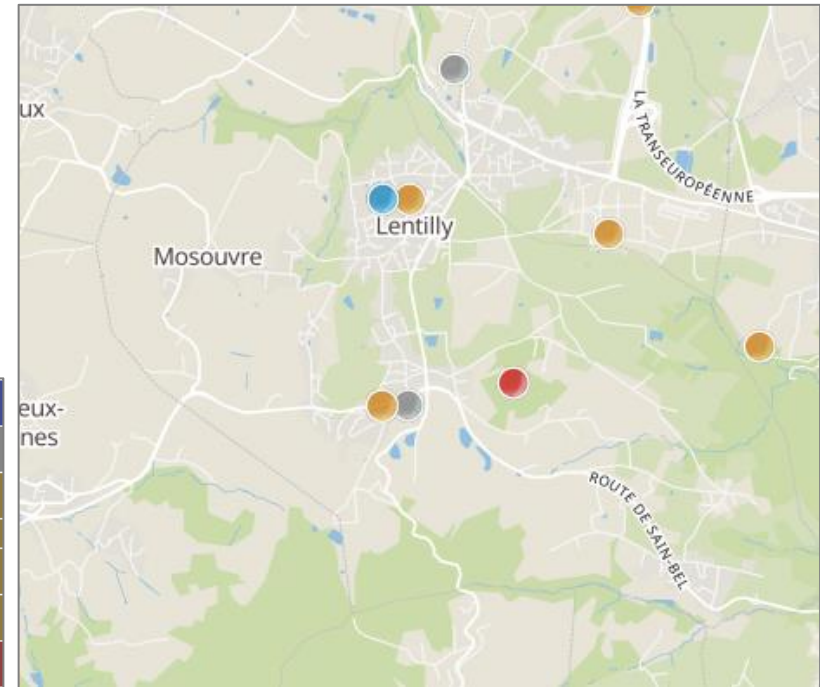 ux
LA TRANSEUROPÉENNE
Lentilly
Mosouvre
eux-
nes
ROUTE DE SAIN-BEL